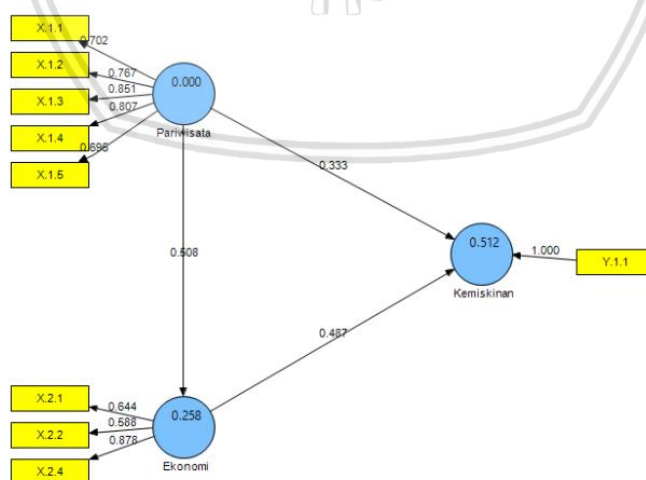 X.1.1
0.702
X.1.2
0.767
0.000
0.851
X.1.3
0.807
X.1.4
Pariwisata
0.695
X.1.5
0.333
0.512
1.000
Y.1.1
0.508
Kemiskinan
0.487
X.2.1
0.644
0.258
X.2.2
0.588
0.878
X.2.4
Ekonomi